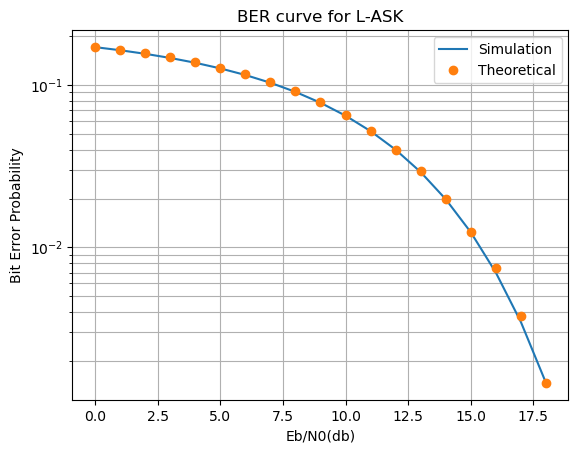 BER curve for L-ASK
Simulation
Theoretical
10⁻¹
10⁻²
Bit Error Probability
0.0 2.5 5.0 7.5 10.0 12.5 15.0 17.5
Eb/N0(db)